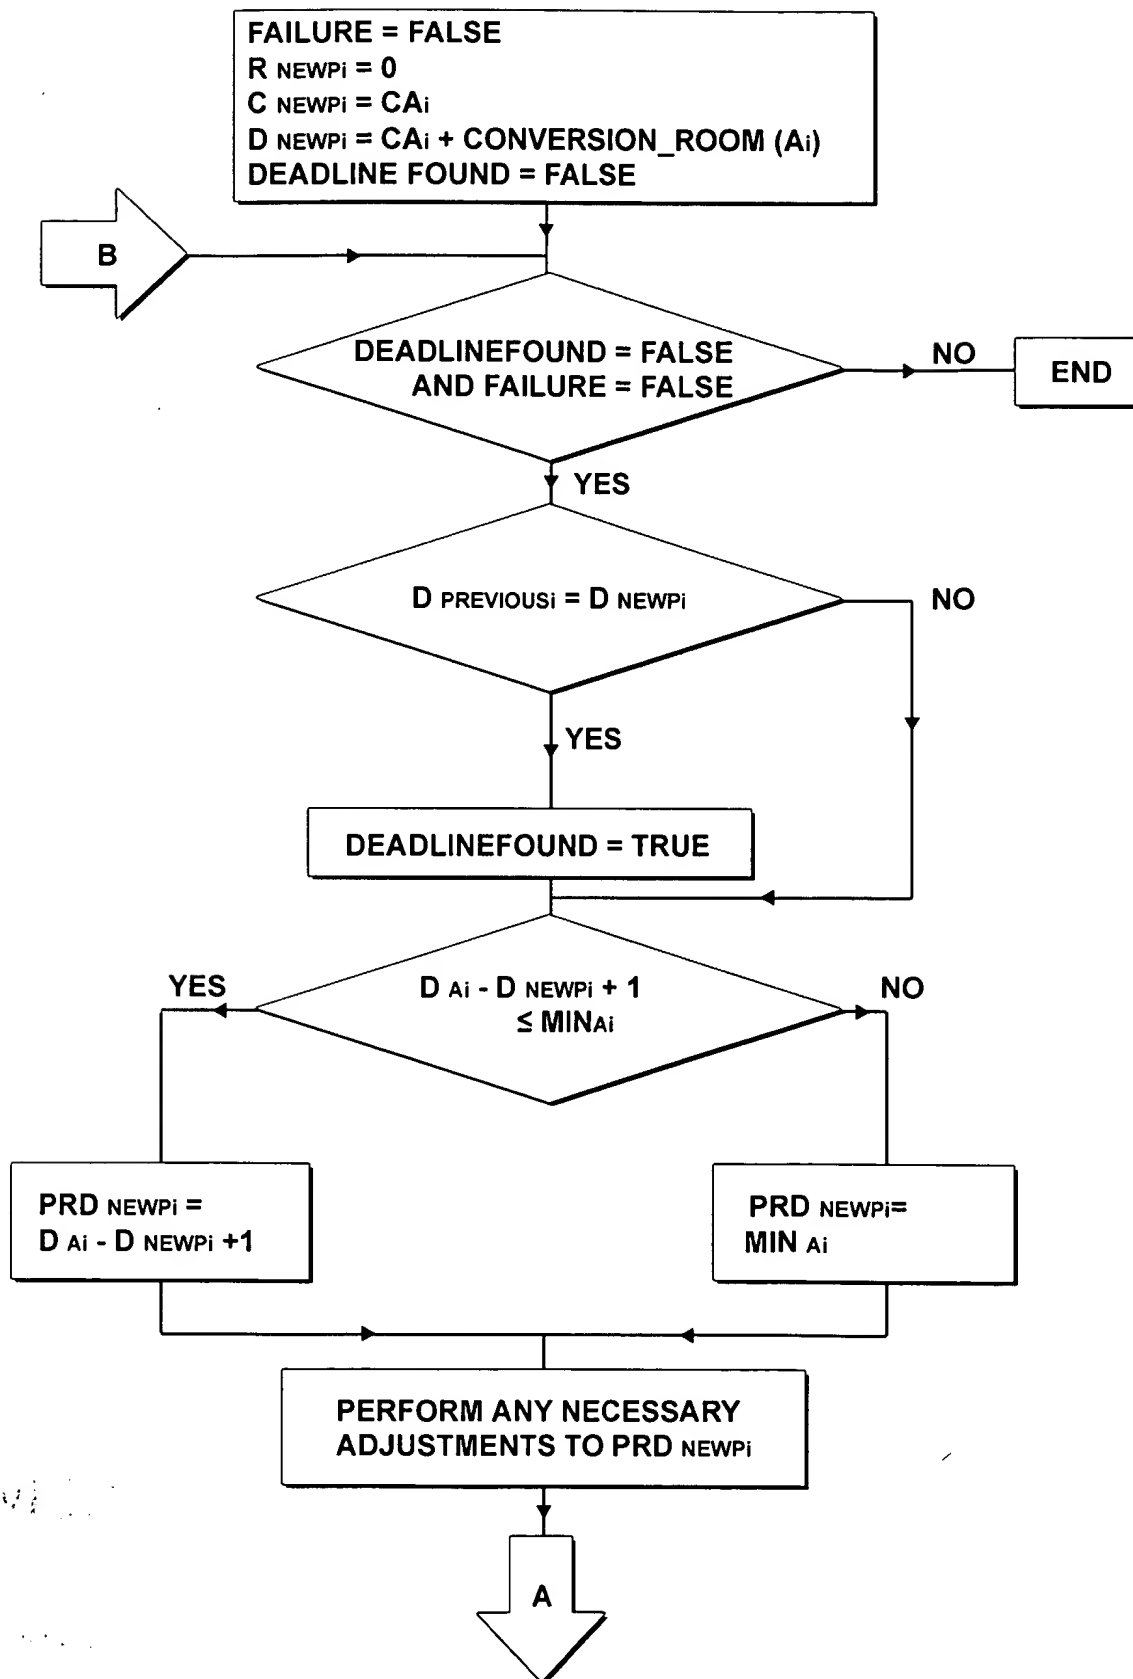 FAILURE = FALSE
R NEWPi = 0
C NEWPi = CAi
D NEWPi = CAi + CONVERSION_ROOM (Ai)
DEADLINE FOUND = FALSE
B
DEADLINEFOUND = FALSE
AND FAILURE = FALSE
NO
END
YES
D PREVIOUSi = D NEWPi
NO
YES
DEADLINEFOUND = TRUE
YES
D Ai - D NEWPi + 1
≤ MINAi
NO
PRD NEWPi =
D Ai - D NEWPi +1
PRD NEWPi=
MIN Ai
PERFORM ANY NECESSARY
ADJUSTMENTS TO PRD NEWPi
A